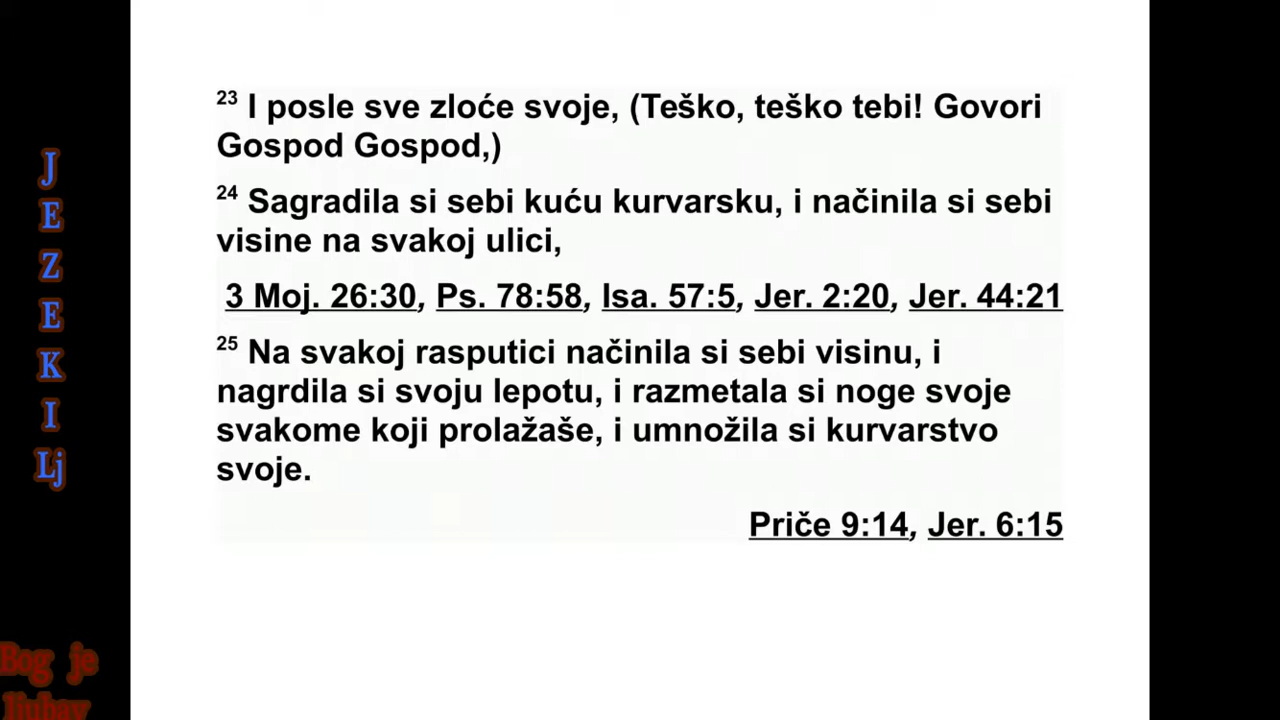 J
E
Z
E
K
I
Lj
Bog je
ljubav
23 I posle sve zloće svoje, (Teško, teško tebi! Govori
Gospod Gospod,)
24 Sagradila si sebi kuću kurvarsku, i načinila si sebi
visine na svakoj ulici,
3 Moj. 26:30, Ps. 78:58, Isa. 57:5, Jer. 2:20, Jer. 44:21
25 Na svakoj rasputici načinila si sebi visinu, i
nagrdila si svoju lepotu, i razmetala si noge svoje
svakome koji prolažaše, i umnožila si kurvarstvo
svoje.
Priče 9:14, Jer. 6:15